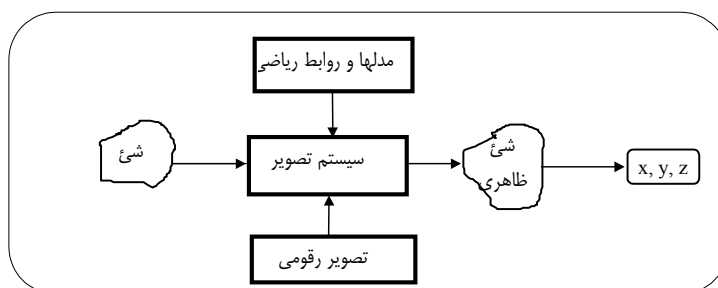 مدلها و روابط ریاضی
شئ
سیستم تصویر
شئ
ظاهری
x, y, z
تصویر رقومی